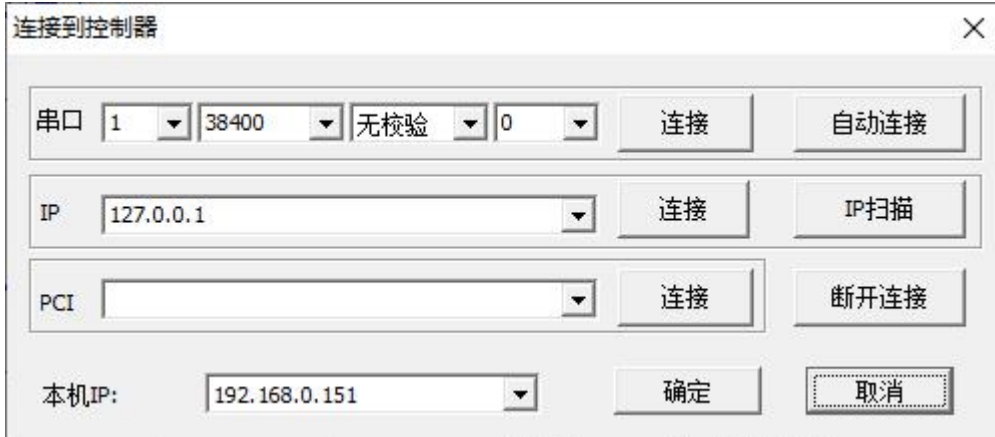 连接到控制器
串口 1 38400 无校验 0 连接 自动连接
IP 127.0.0.1 连接 IP扫描
PCI 连接 断开连接
本机IP: 192.168.0.151 确定 取消